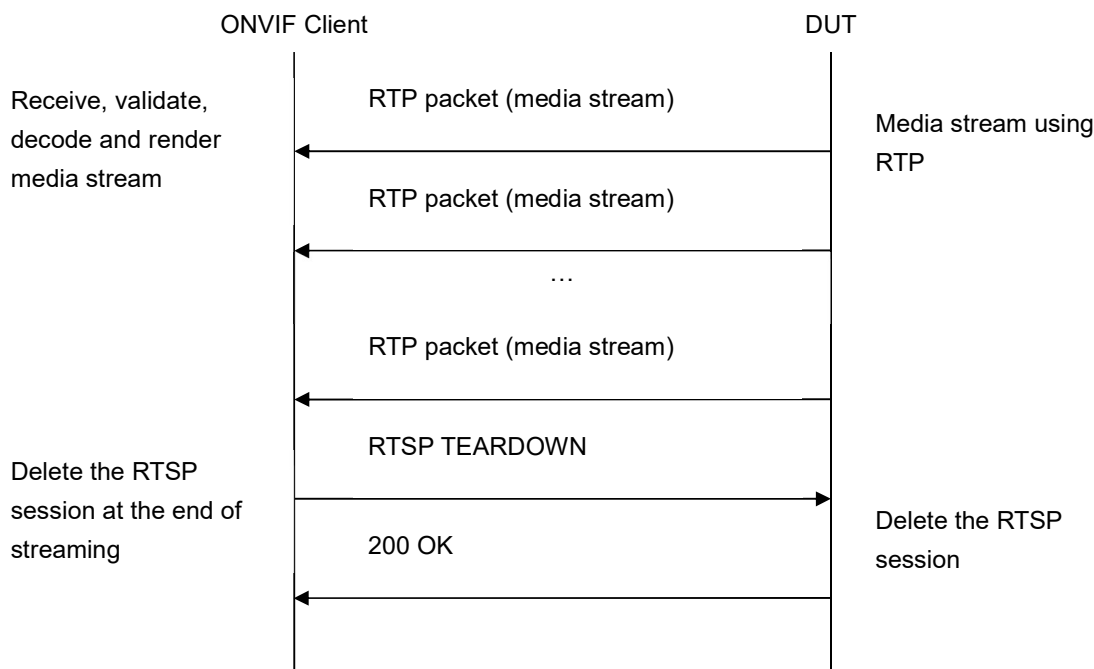 ONVIF Client
DUT
RTP packet (media stream)
Receive, validate,
decode and render
media stream
Media stream using
RTP
RTP packet (media stream)
…
RTP packet (media stream)
RTSP TEARDOWN
Delete the RTSP
session at the end of
streaming
Delete the RTSP
session
200 OK